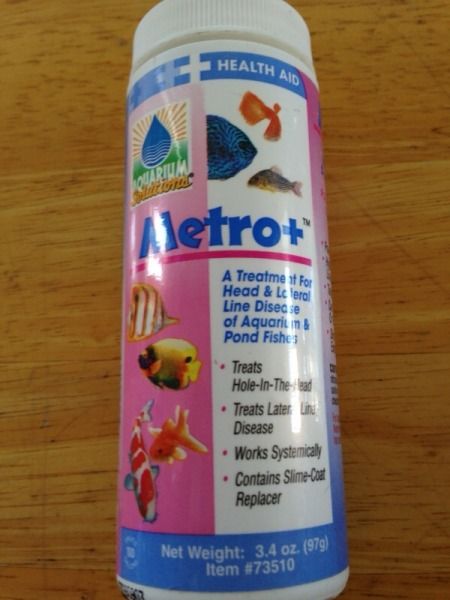 HEALTH AID
AQUARIUM
Solutions
Metro+™
A Treatment For
Head & Lateral
Line Disease
of Aquarium &
Pond Fishes
• Treats
Hole-In-The-Head
• Treats Lateral Line
Disease
• Works Systemically
• Contains Slime-Coat
Replacer
Net Weight: 3.4 oz. (97g)
Item #73510